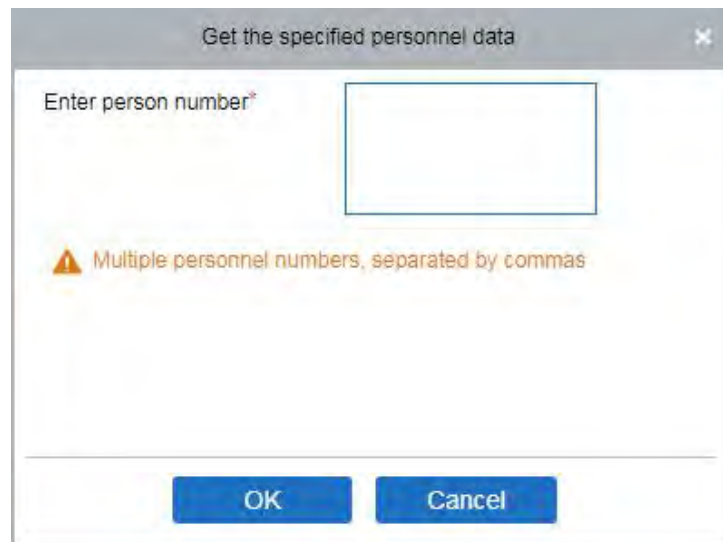 Get the specified personnel data
Enter person number*
Multiple personnel numbers, separated by commas
OK
Cancel